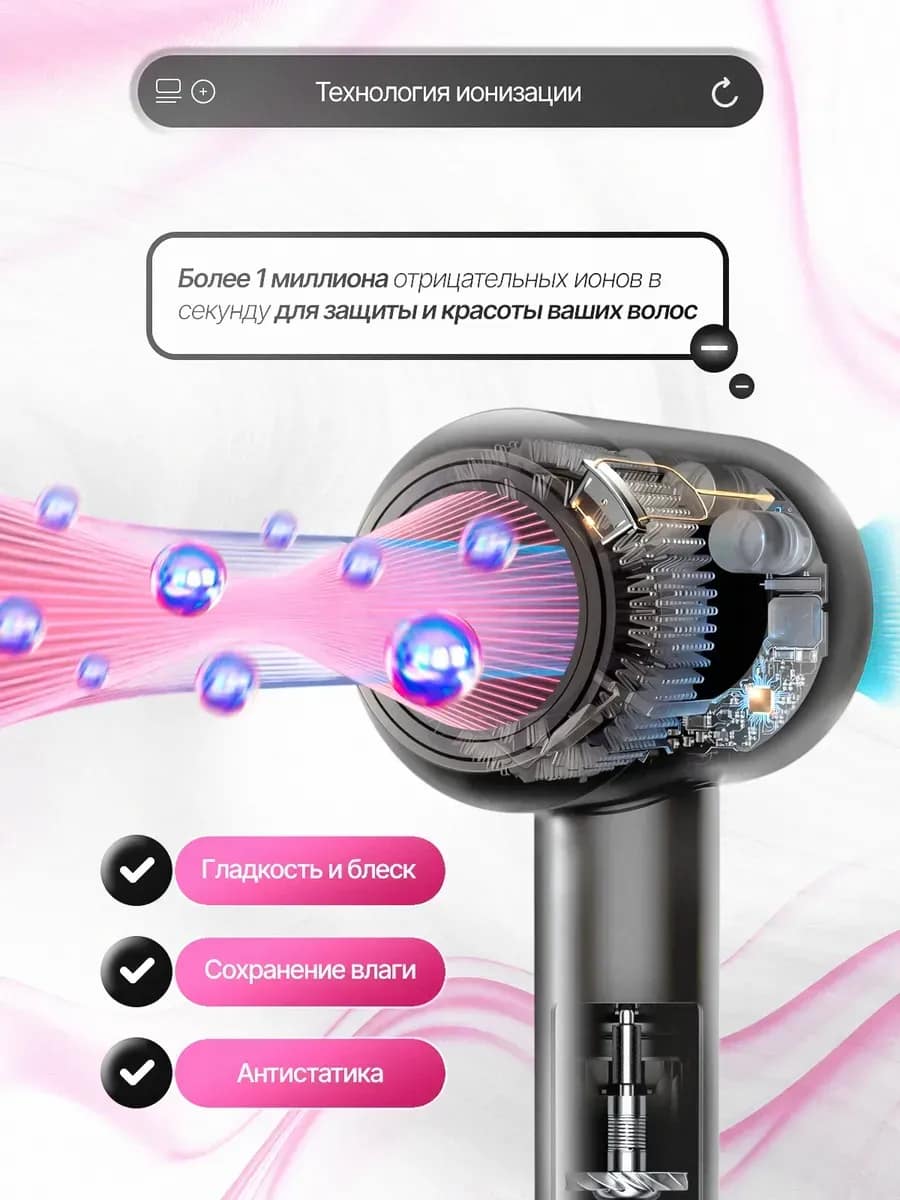 Технология ионизации
Более 1 миллиона отрицательных ионов в
секунду для защиты и красоты ваших волос
Гладкость и блеск
Сохранение влаги
Антистатика